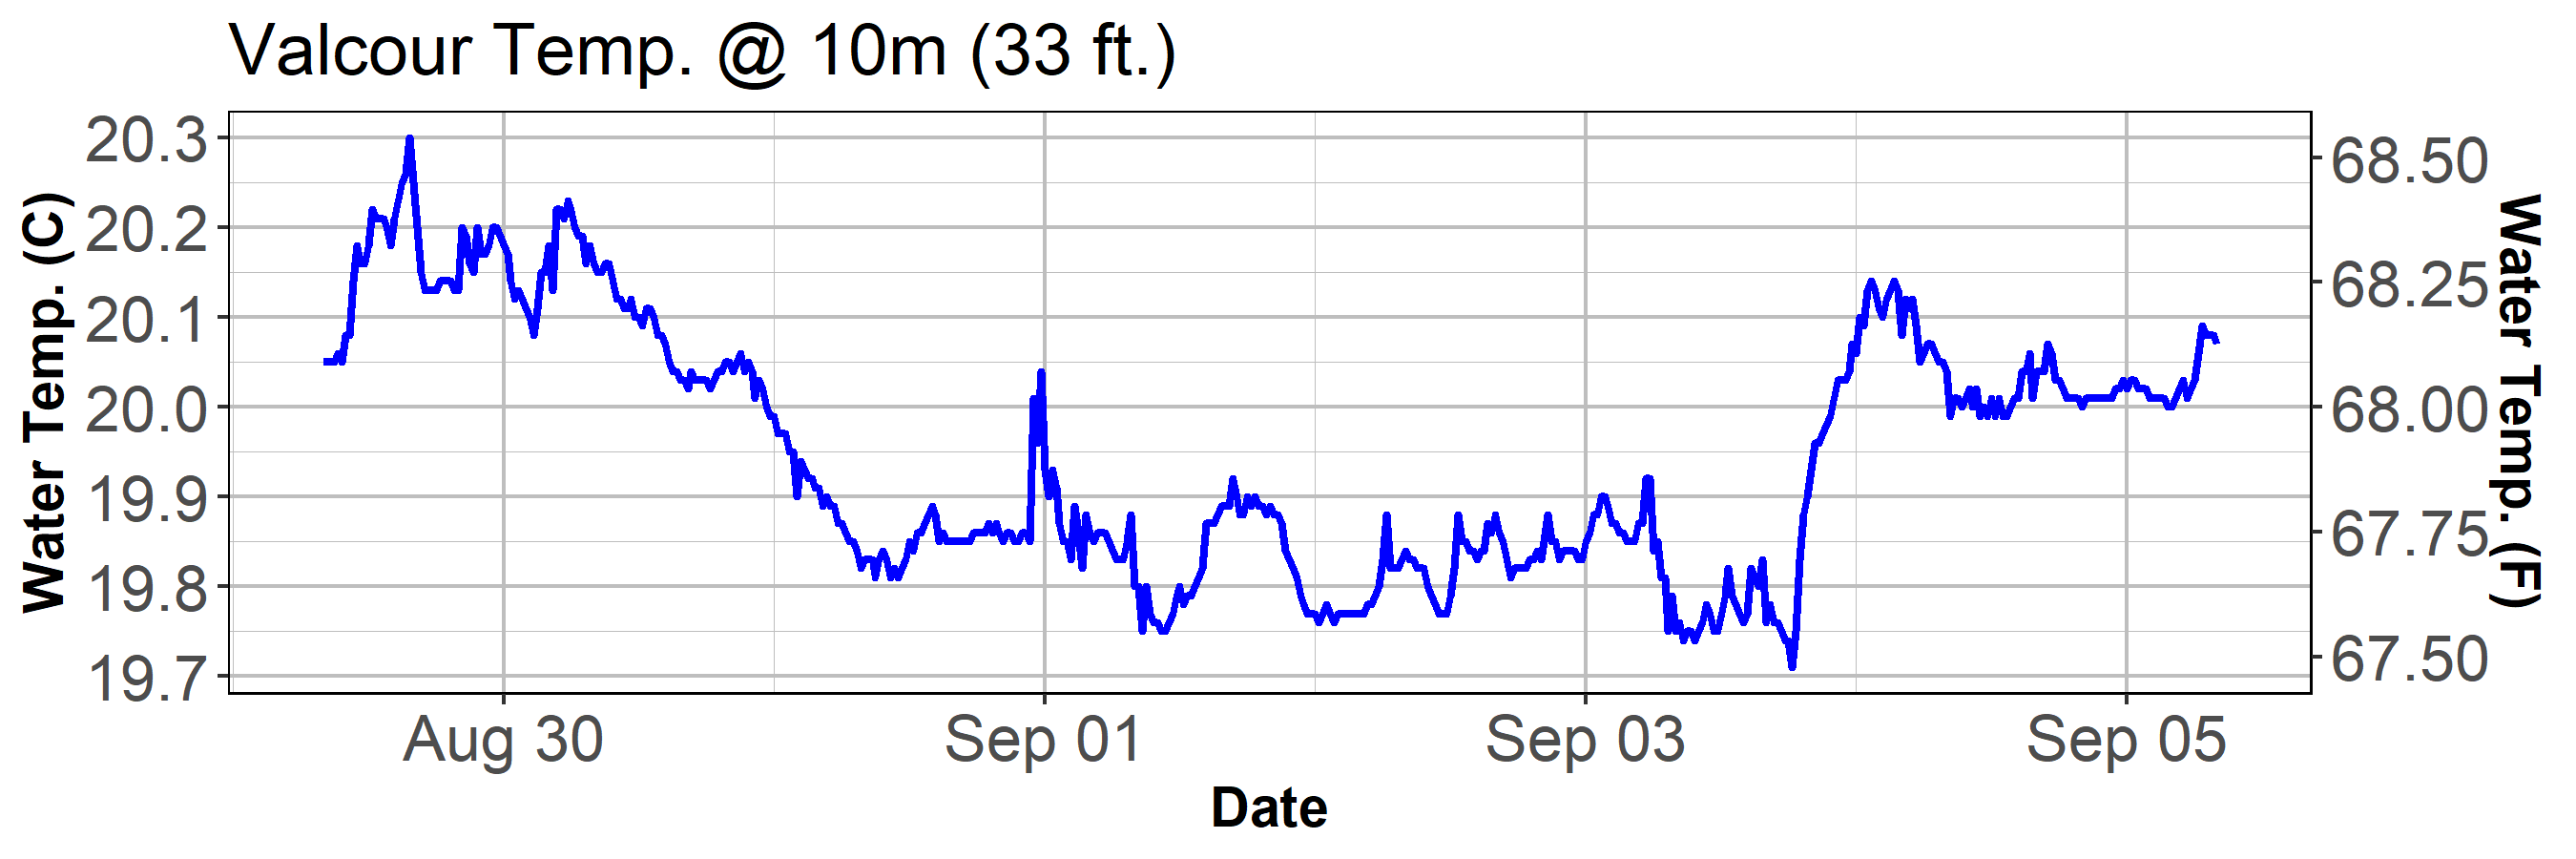 Valcour Temp. @ 10m (33 ft.)
Water Temp. (C)
20.3
20.2
20.1
20.0
19.9
19.8
19.7
68.50
68.25
68.00
67.75
67.50
Water Temp. (F)
Aug 30 Sep 01 Sep 03 Sep 05
Date